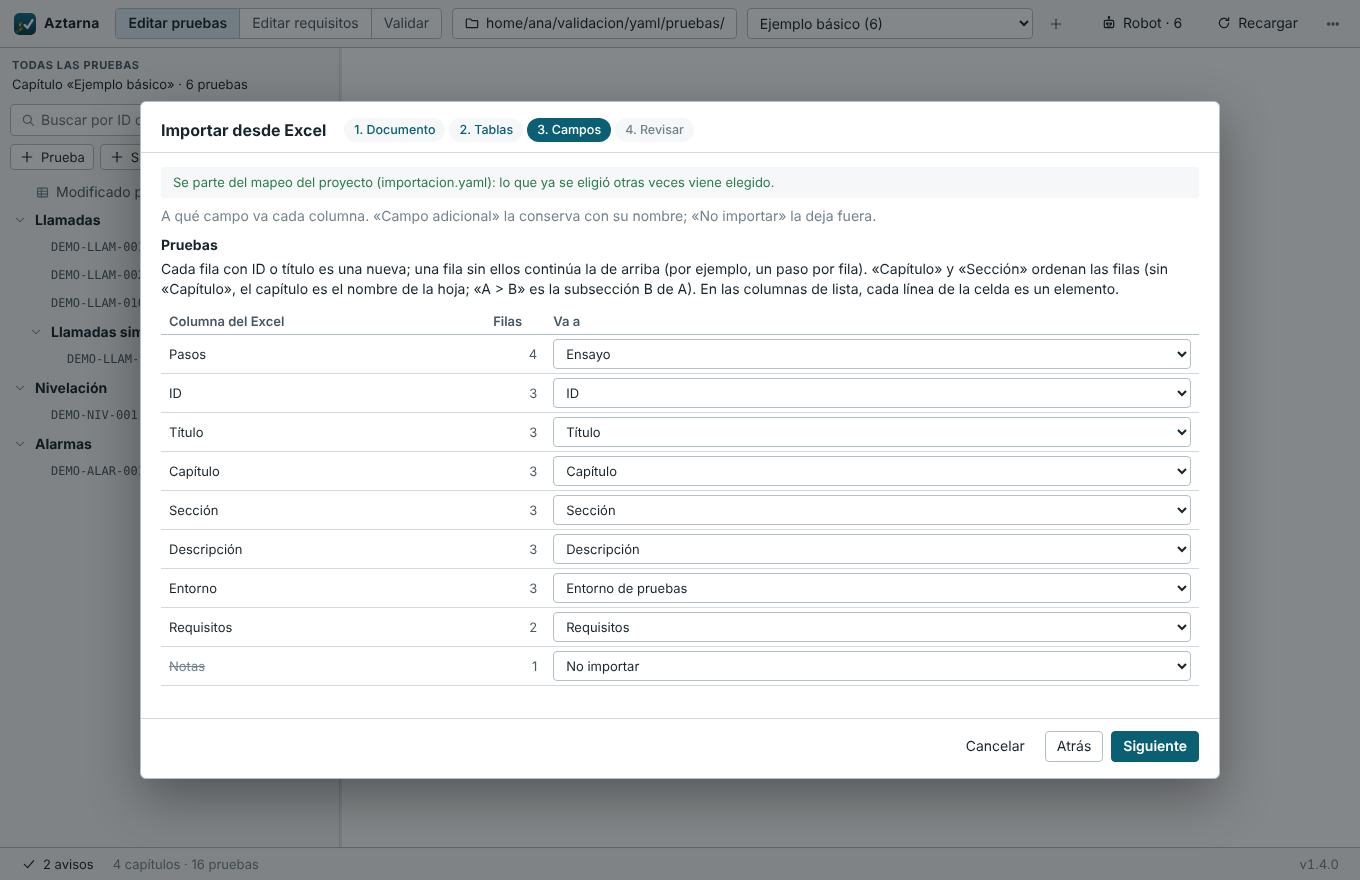 Aztarna
Editar pruebas
Editar requisitos
Validar
home/ana/validacion/yaml/pruebas/
Ejemplo básico (6)
Robot · 6
Recargar
TODAS LAS PRUEBAS
Capítulo «Ejemplo básico» · 6 pruebas
Buscar por ID
Prueba
Modificado
Llamadas
DEMO-LLAM-00
DEMO-LLAM-00
DEMO-LLAM-01
Llamadas
DEMO-LLAM-
Nivelación
DEMO-NIV-001
Alarmas
DEMO-ALAR-00
Importar desde Excel
1. Documento
2. Tablas
3. Campos
4. Revisar
Se parte del mapeo del proyecto (importacion.yaml): lo que ya se eligió otras veces viene elegido.
A qué campo va cada columna. «Campo adicional» la conserva con su nombre; «No importar» la deja fuera.
Pruebas
Cada fila con ID o título es una nueva; una fila sin ellos continúa la de arriba (por ejemplo, un paso por fila). «Capítulo» y «Sección» ordenan las filas (sin
«Capítulo», el capítulo es el nombre de la hoja; «A > B» es la subsección B de A). En las columnas de lista, cada línea de la celda es un elemento.
Columna del Excel Filas Va a
Pasos 4 Ensayo
ID 3 ID
Título 3 Título
Capítulo 3 Capítulo
Sección 3 Sección
Descripción 3 Descripción
Entorno 3 Entorno de pruebas
Requisitos 2 Requisitos
Notas 1 No importar
Cancelar
Atrás
Siguiente
2 avisos
4 capítulos · 16 pruebas
v1.4.0